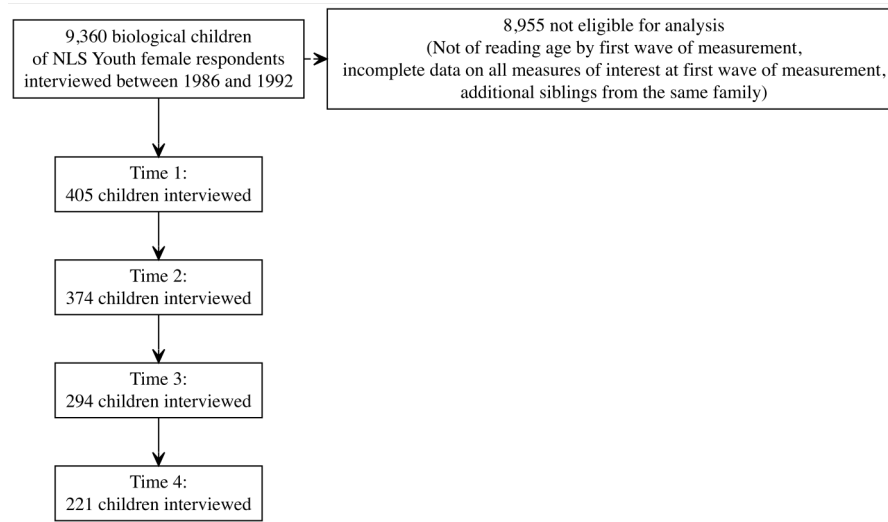 9,360 biological children
of NLS Youth female respondents
interviewed between 1986 and 1992
8,955 not eligible for analysis
(Not of reading age by first wave of measurement,
incomplete data on all measures of interest at first wave of measurement,
additional siblings from the same family)
Time 1:
405 children interviewed
Time 2:
374 children interviewed
Time 3:
294 children interviewed
Time 4:
221 children interviewed